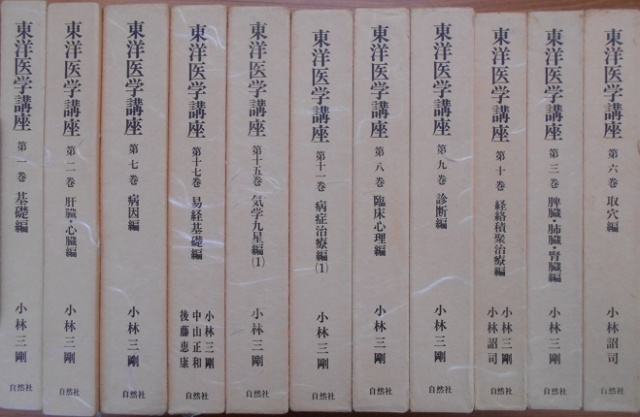 東洋医学講座 第一巻 基礎編 小林三剛 自然社
東洋医学講座 第二巻 肝臓・心臓編 小林三剛 自然社
東洋医学講座 第七巻 病因編 小林三剛 自然社
東洋医学講座 第十七巻 易経基礎編 小林三剛 中山正和 後藤恵康 自然社
東洋医学講座 第十五巻 気学九星編(1) 小林三剛 自然社
東洋医学講座 第十一巻 病症治療編(1) 小林三剛 自然社
東洋医学講座 第八巻 臨床心理編 小林三剛 自然社
東洋医学講座 第九巻 診断編 小林三剛 自然社
東洋医学講座 第十巻 経絡積聚治療編 小林三剛 小林詔司 自然社
東洋医学講座 第三巻 脾臓・肺臓・腎臓編 小林三剛 自然社
東洋医学講座 第六巻 取穴編 小林詔司 自然社